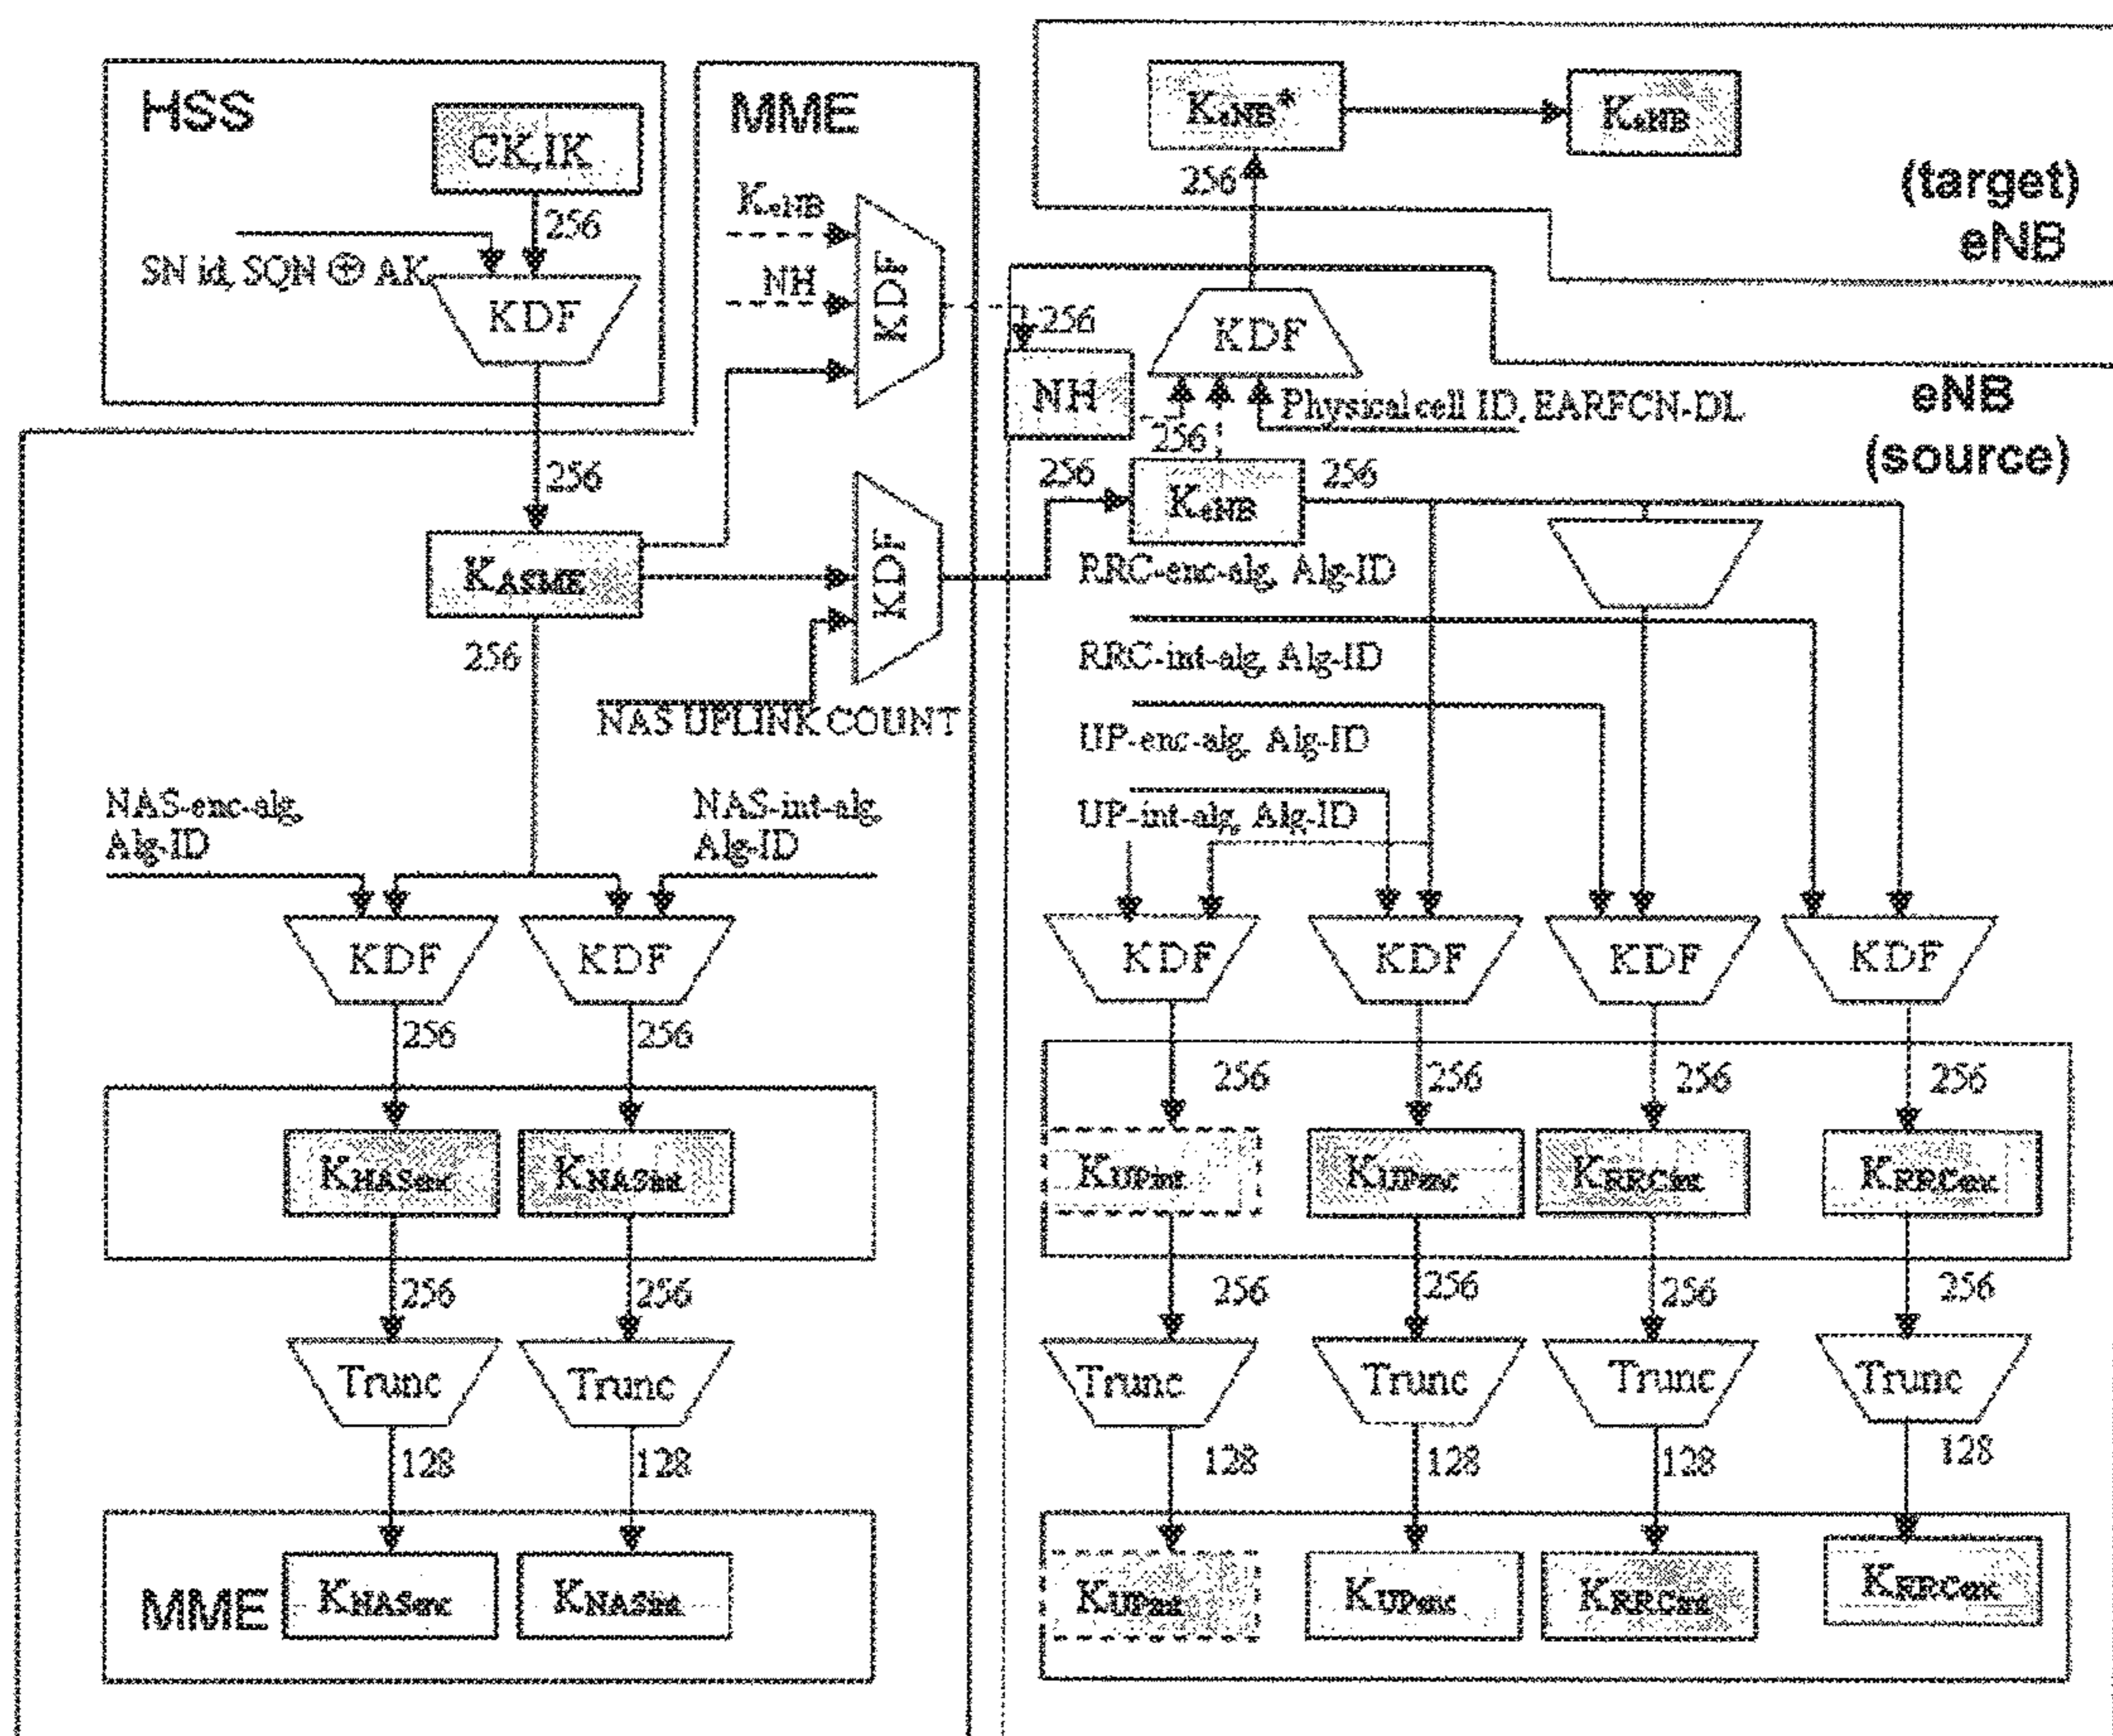 HSS
CK,IK
256
SN id, SQN ⊕ AK
KDF
256
MME
KeNB
NH
KDF
KASME
256
KDF
NAS UPLINK COUNT
NAS-enc-alg,
Alg-ID
NAS-int-alg,
Alg-ID
KDF
KDF
256
256
KNASenc
KNASint
256
256
Trunc
Trunc
128
128
MME
KNASenc
KNASint
KeNB*
KeNB
256
(target)
eNB
256
KDF
NH
Physical cell ID, EARFCN-DL
eNB
(source)
256
256
KeNB
256
RRC-enc-alg, Alg-ID
RRC-int-alg, Alg-ID
UP-enc-alg, Alg-ID
UP-int-alg, Alg-ID
KDF
KDF
KDF
KDF
256
256
256
256
KUPint
KUPenc
KRRCint
KRRCenc
256
256
256
256
Trunc
Trunc
Trunc
Trunc
128
128
128
128
KUPint
KUPenc
KRRCint
KRRCenc